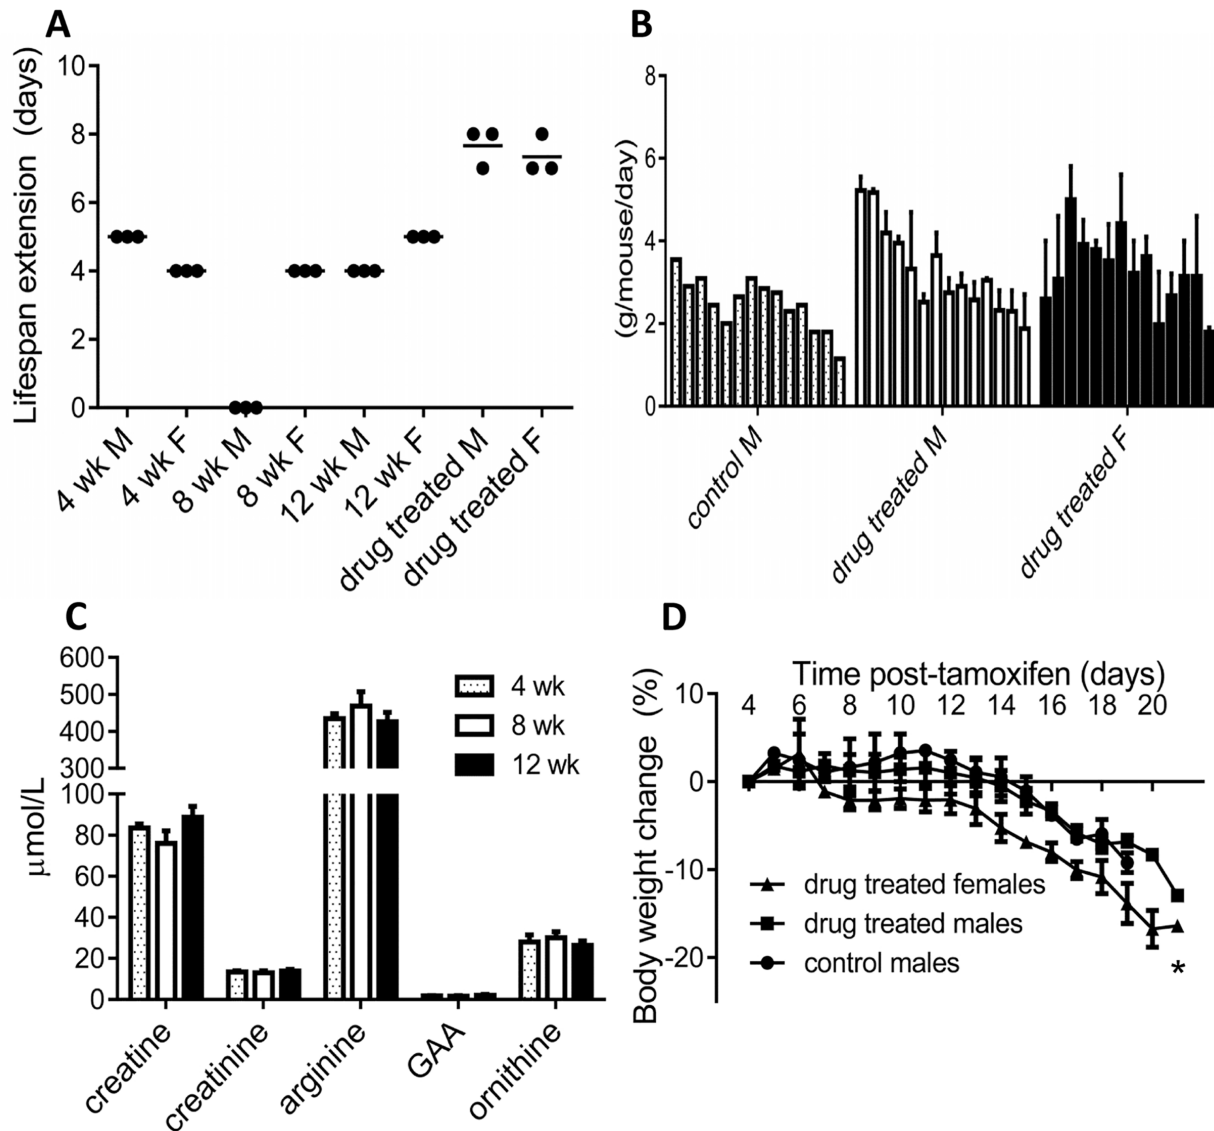 A
Lifespan extension (days)
10
8
6
4
2
0
4 wk M
4 wk F
8 wk M
8 wk F
12 wk M
12 wk F
drug treated M
drug treated F
B
(g/mouse/day)
8
6
4
2
0
control M
drug treated M
drug treated F
C
μmol/L
600
500
400
300
100
80
60
40
20
0
4 wk
8 wk
12 wk
creatine
creatinine
arginine
GAA
ornithine
D
Time post-tamoxifen (days)
Body weight change (%)
10
0
-10
-20
4 6 8 10 12 14 16 18 20
drug treated females
drug treated males
control males
*